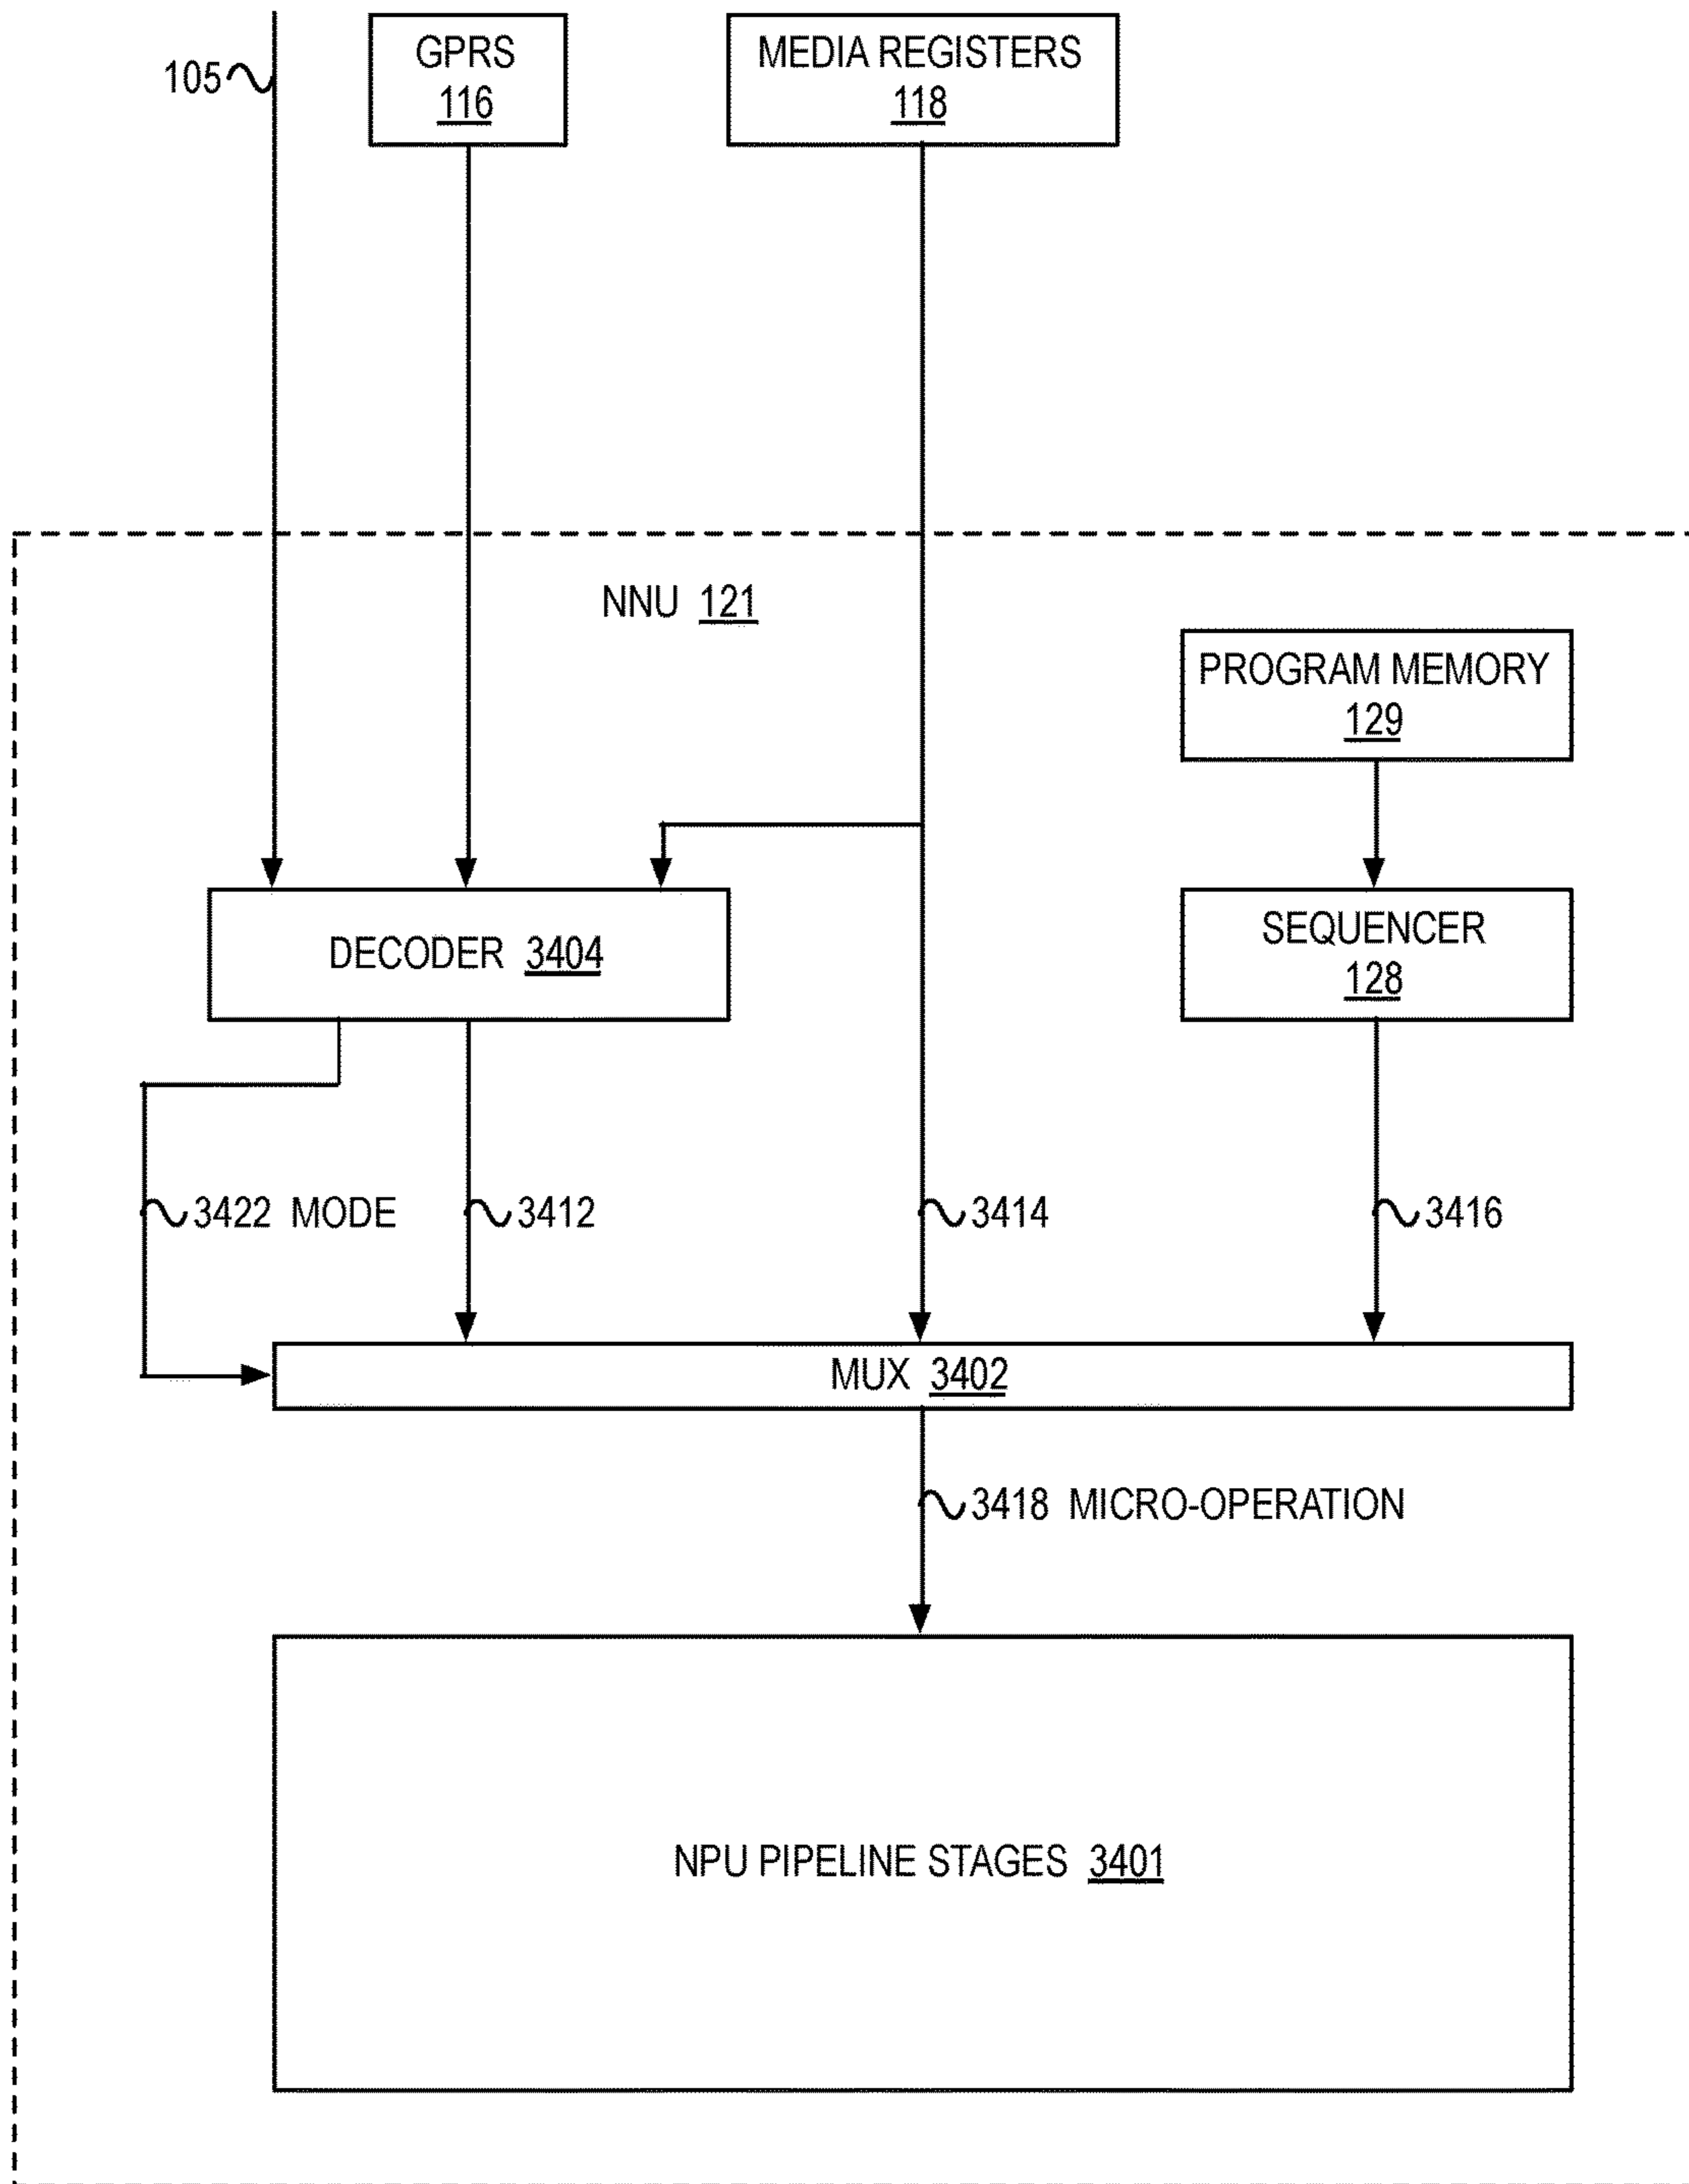 GPRS
116
MEDIA REGISTERS
118
105
NNU 121
PROGRAM MEMORY
129
DECODER 3404
SEQUENCER
128
3422 MODE
3412
3414
3416
MUX 3402
3418 MICRO-OPERATION
NPU PIPELINE STAGES 3401